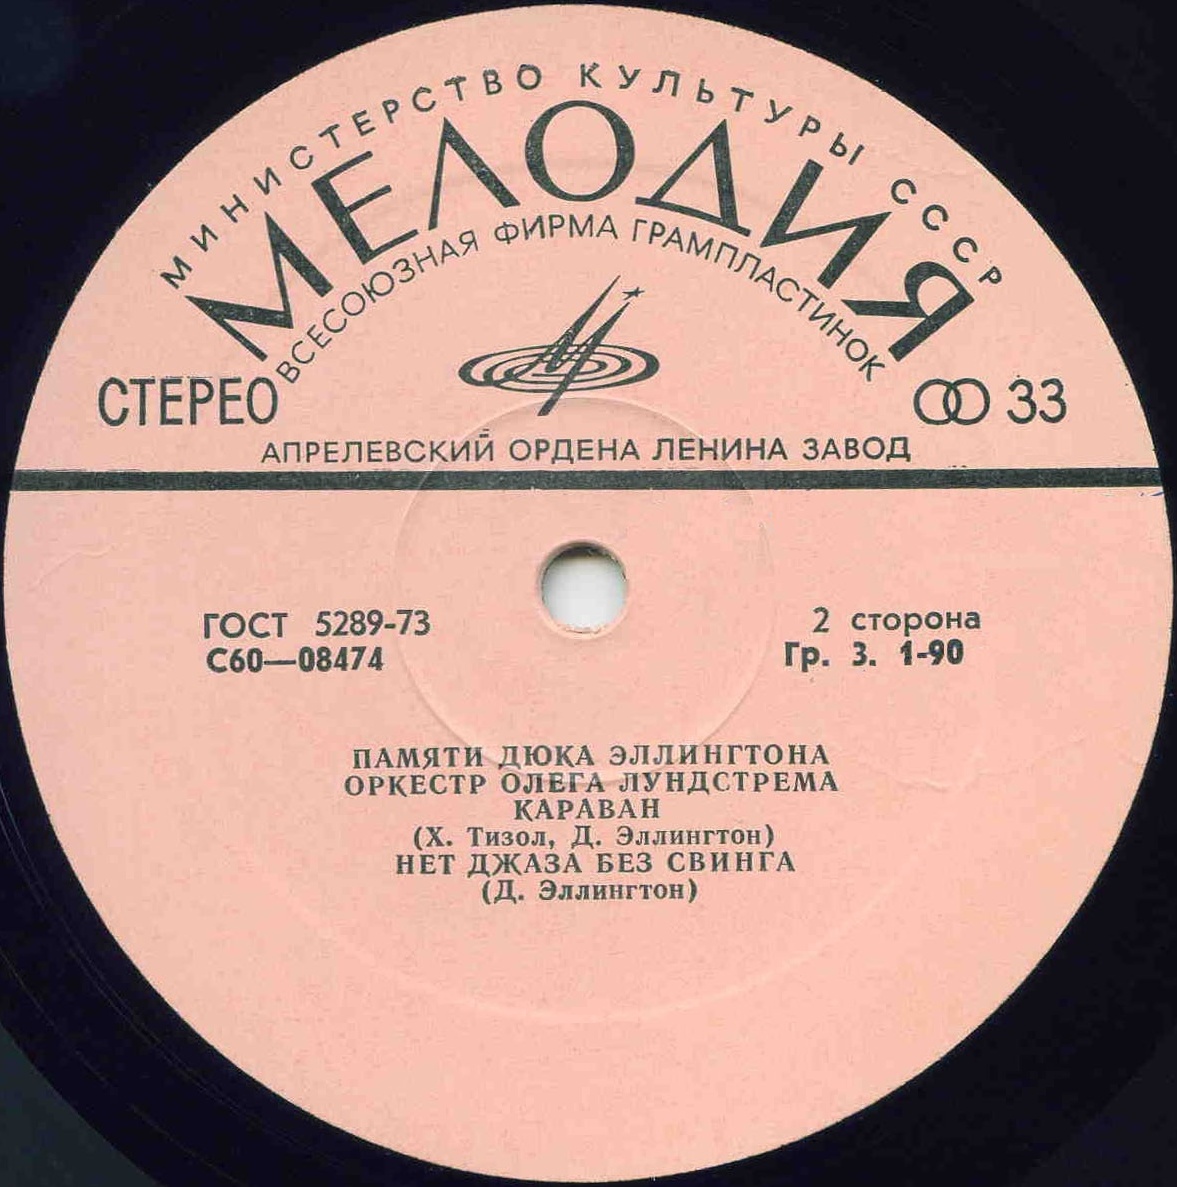 МИНИСТЕРСТВО КУЛЬТУРЫ СССР
МЕЛОДИЯ
ВСЕСОЮЗНАЯ ФИРМА ГРАМПЛАСТИНОК
СТЕРЕО
33
АПРЕЛЕВСКИЙ ОРДЕНА ЛЕНИНА ЗАВОД
ГОСТ 5289-73
С60—08474
2 сторона
Гр. 3. 1-90
ПАМЯТИ ДЮКА ЭЛЛИНГТОНА
ОРКЕСТР ОЛЕГА ЛУНДСТРЕМА
КАРАВАН
(Х. Тизол, Д. Эллингтон)
НЕТ ДЖАЗА БЕЗ СВИНГА
(Д. Эллингтон)